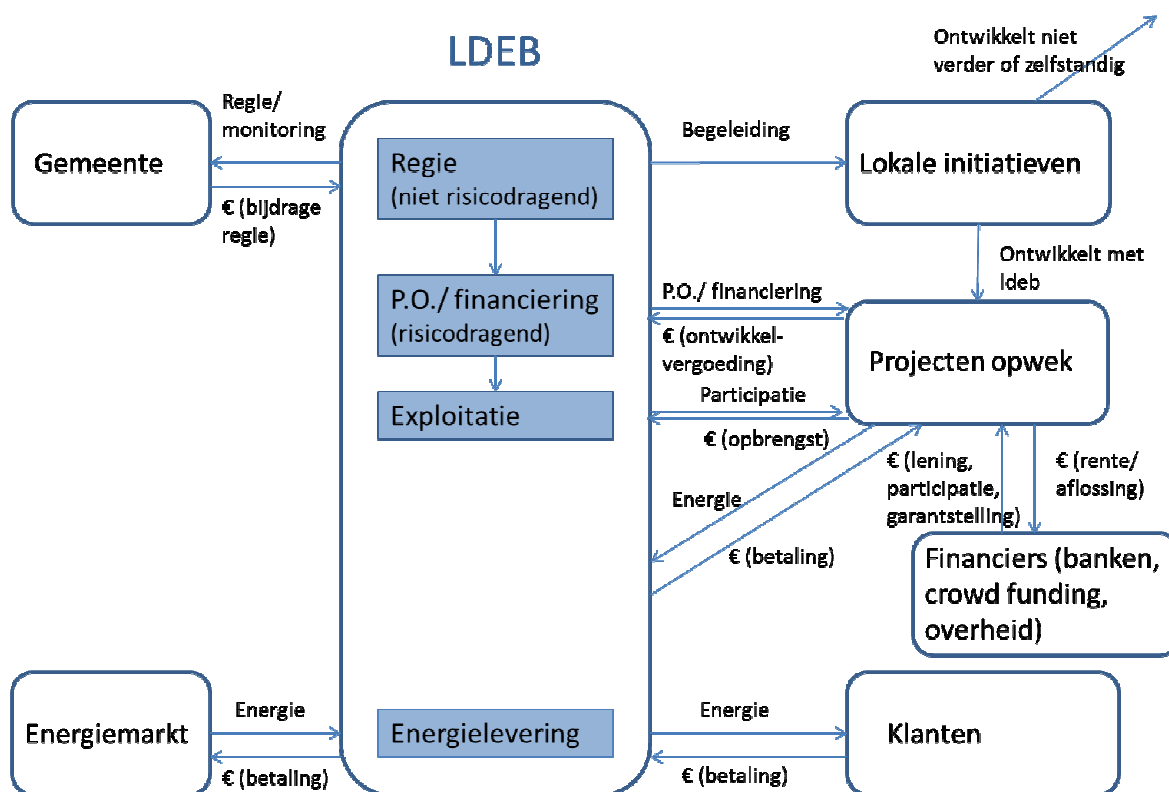 LDEB
Ontwikkelt niet
verder of zelfstandig
Gemeente
Regie/
monitoring
€ (bijdrage
regie)
Regie
(niet risicodragend)
P.O./ financiering
(risicodragend)
Exploitatie
Energielevering
Begeleiding
Lokale initiatieven
Ontwikkelt met
ldeb
P.O./ financiering
€ (ontwikkel-
vergoeding)
Participatie
€ (opbrengst)
Projecten opwek
Energie
€ (betaling)
€ (lening,
participatie,
garantstelling)
€ (rente/
aflossing)
Financiers (banken,
crowd funding,
overheid)
Energiemarkt
Energie
€ (betaling)
Energie
€ (betaling)
Klanten